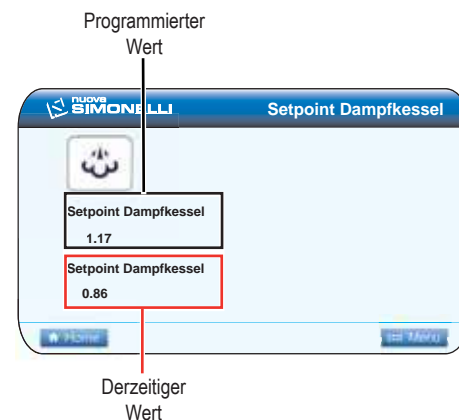 Programmierter
Wert
nuova
SIMONELLI
Setpoint Dampfkessel
Setpoint Dampfkessel
1.17
Setpoint Dampfkessel
0.86
Home
Menu
Derzeitiger
Wert